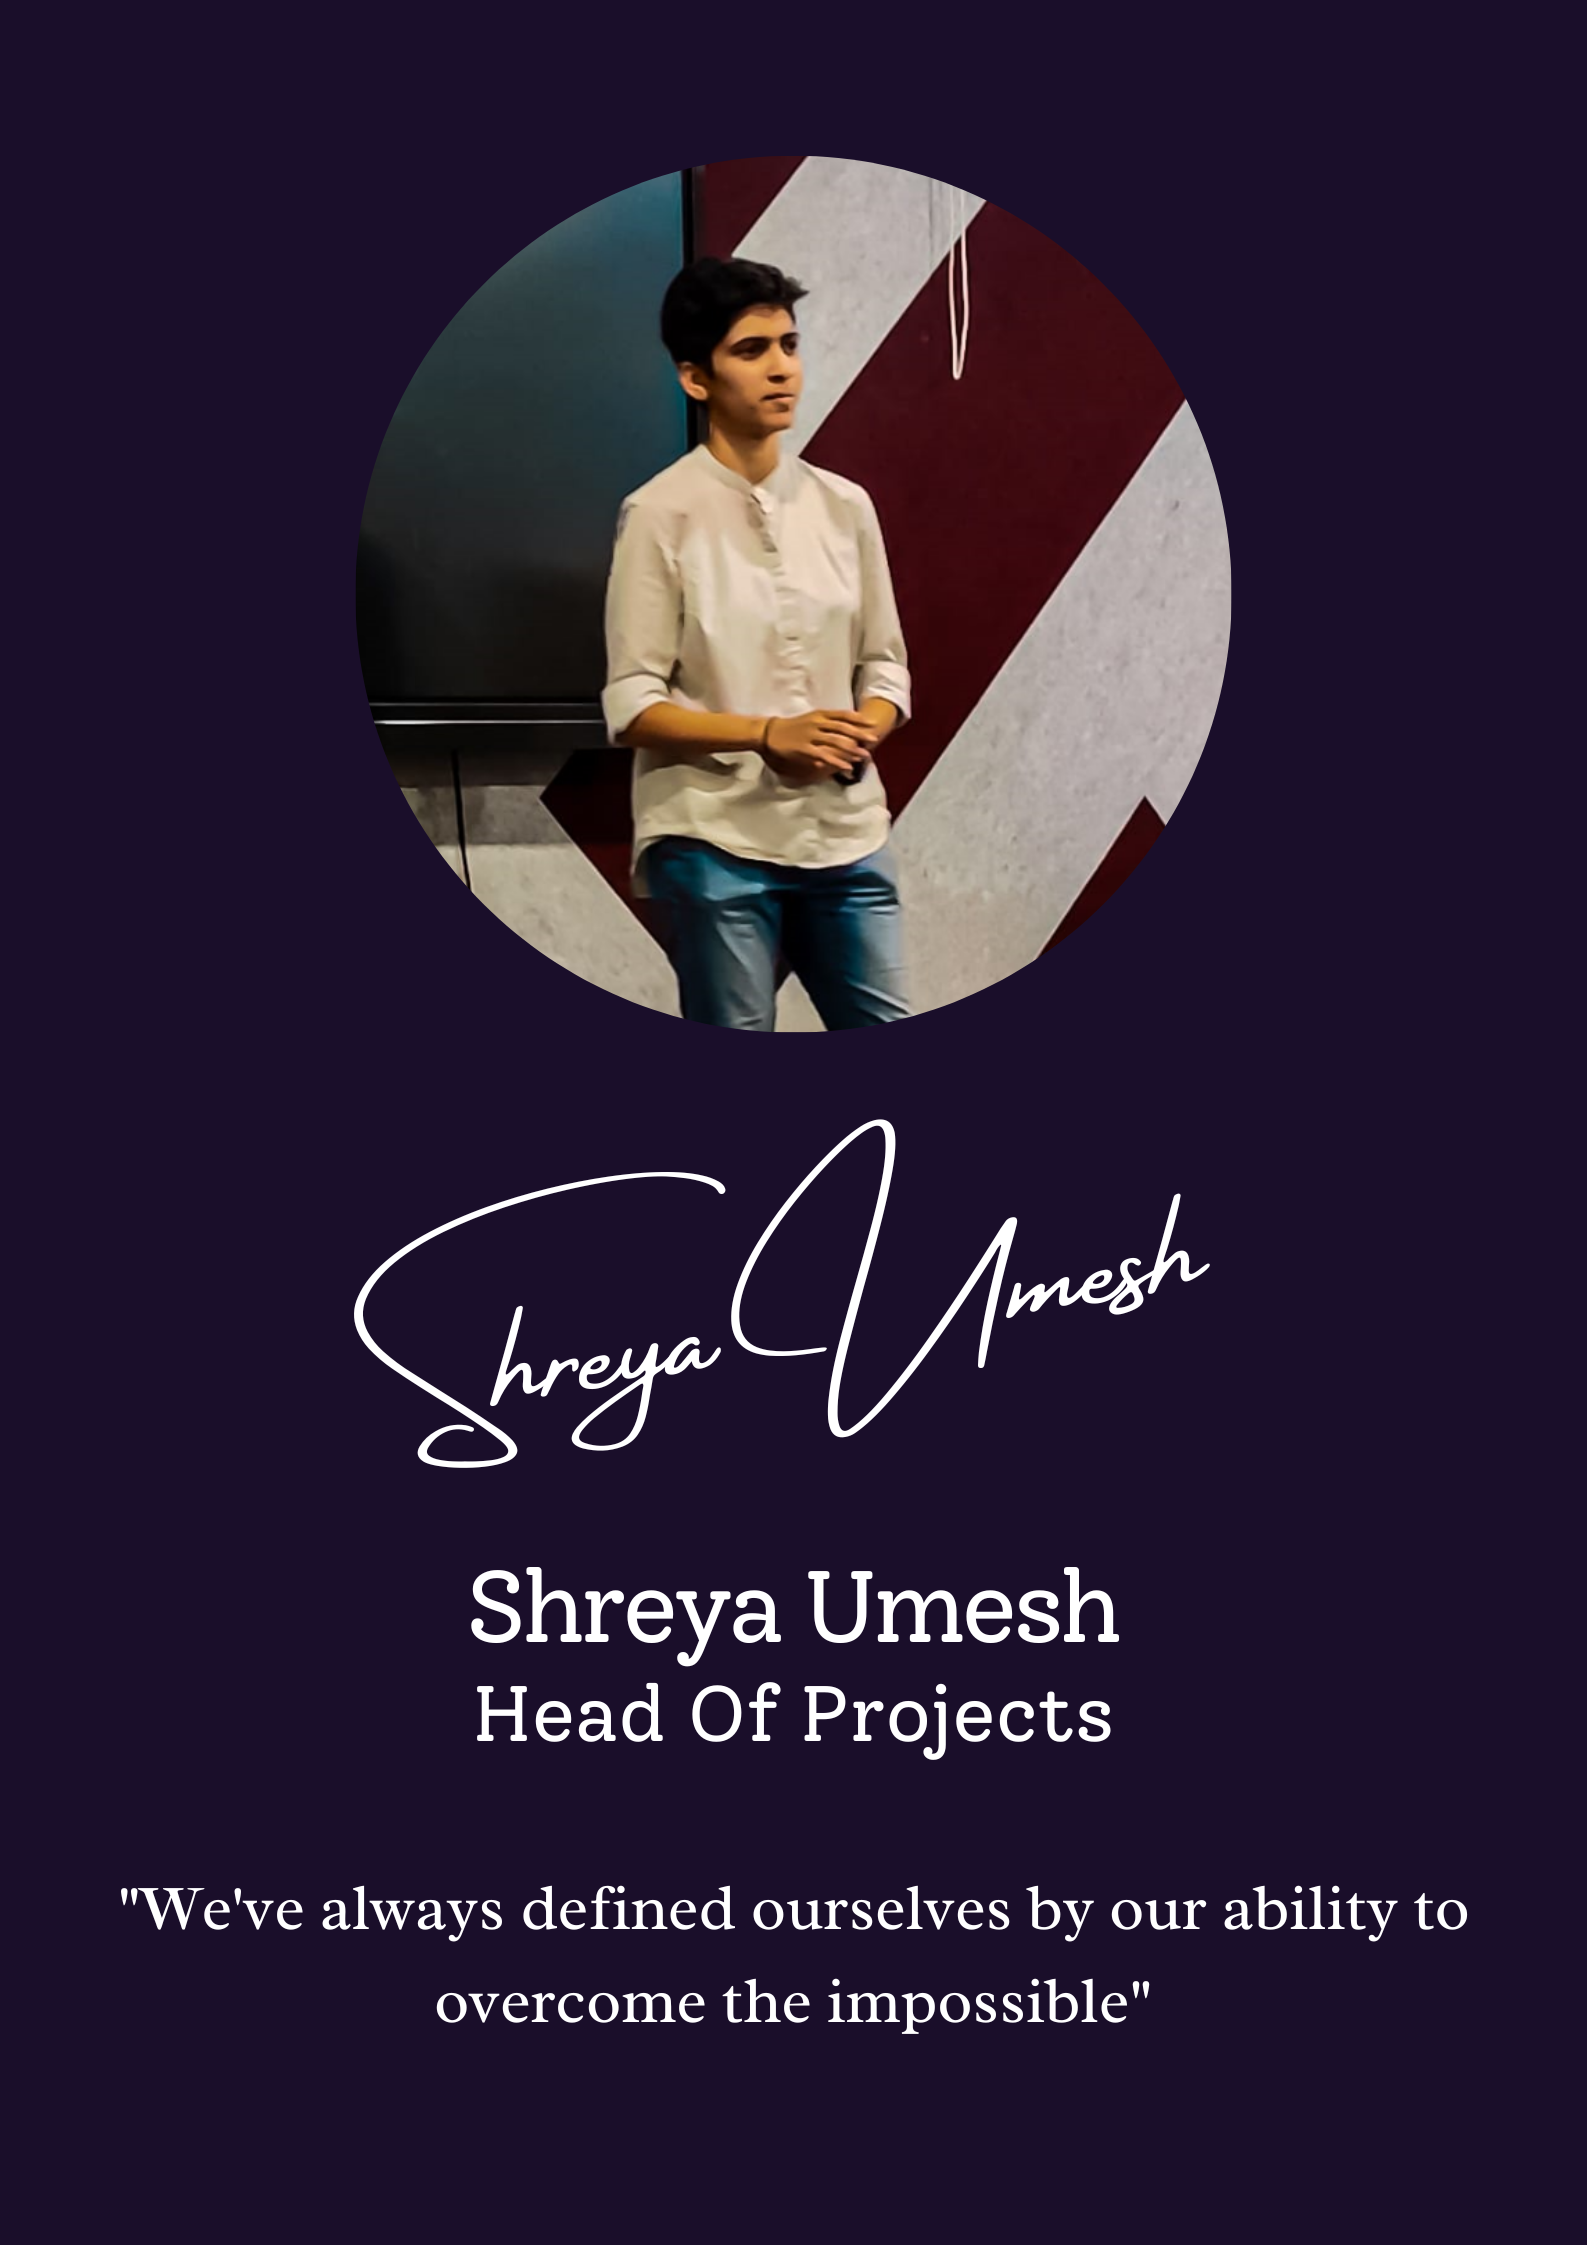 Shreya Umesh
Shreya Umesh
Head Of Projects
"We've always defined ourselves by our ability to
overcome the impossible"